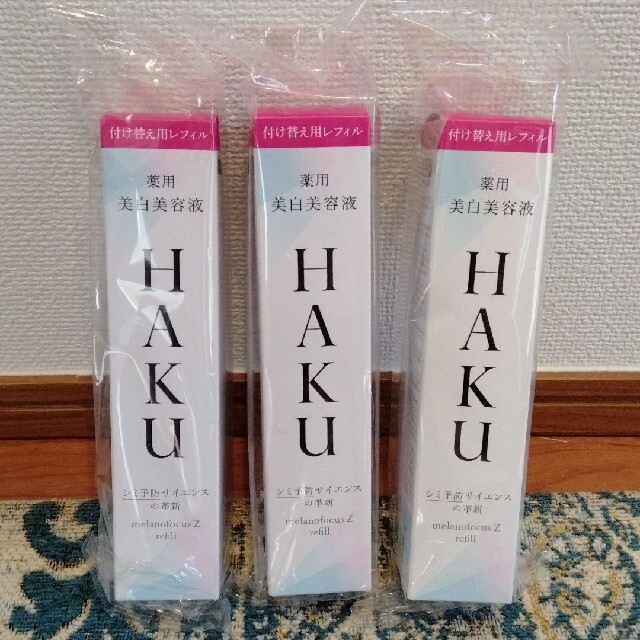 付け替え用レフィル
薬用
美白美容液
HAKU
シミ予防サイエンス
の革新
melanofocus Z
refill
付け替え用レフィル
薬用
美白美容液
HAKU
シミ予防サイエンス
の革新
melanofocus Z
refill
付け替え用レフィル
薬用
美白美容液
HAKU
シミ予防サイエンス
の革新
melanofocus Z
refill